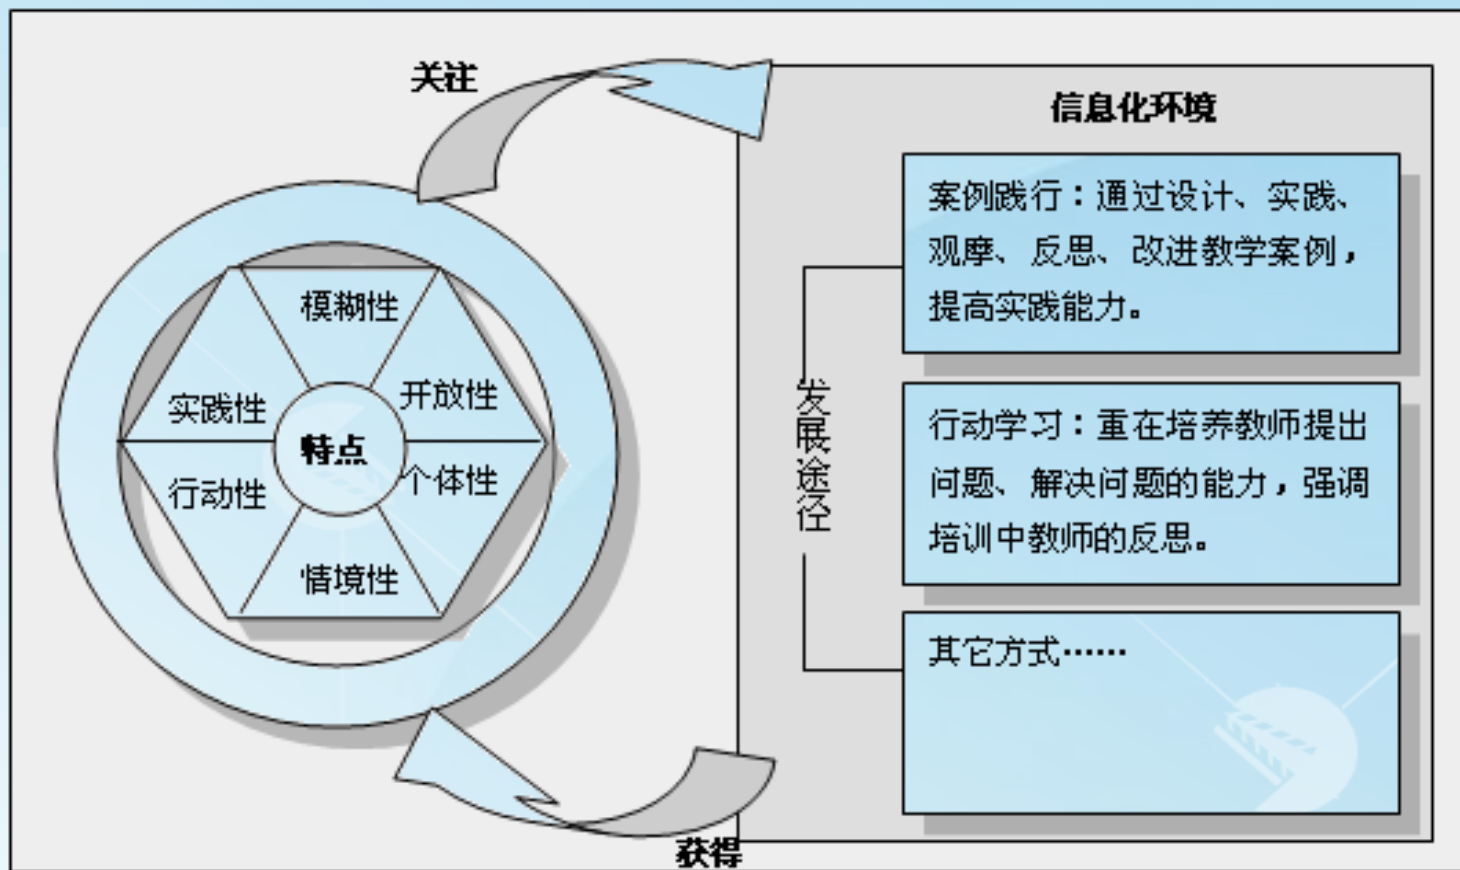 关注
信息化环境
模糊性
实践性
开放性
特点
行动性
个体性
情境性
发展途径
案例践行：通过设计、实践、
观摩、反思、改进教学案例，
提高实践能力。
行动学习：重在培养教师提出
问题、解决问题的能力，强调
培训中教师的反思。
其它方式……
获得